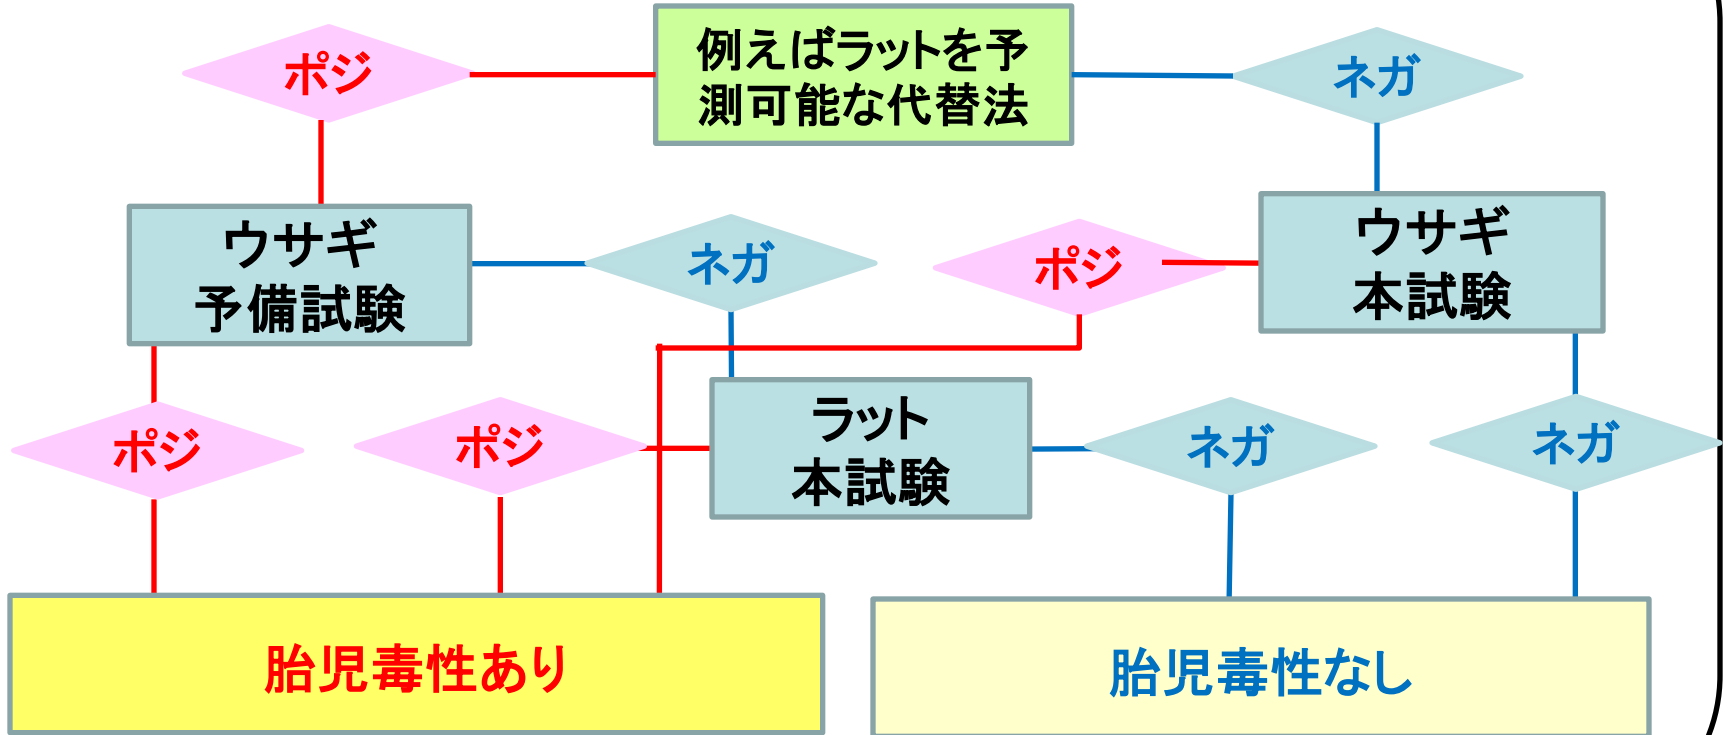 ポジ
例えばラットを予
測可能な代替法
ネガ
ウサギ
予備試験
ネガ
ポジ
ウサギ
本試験
ポジ
ポジ
ラット
本試験
ネガ
ネガ
胎児毒性あり
胎児毒性なし